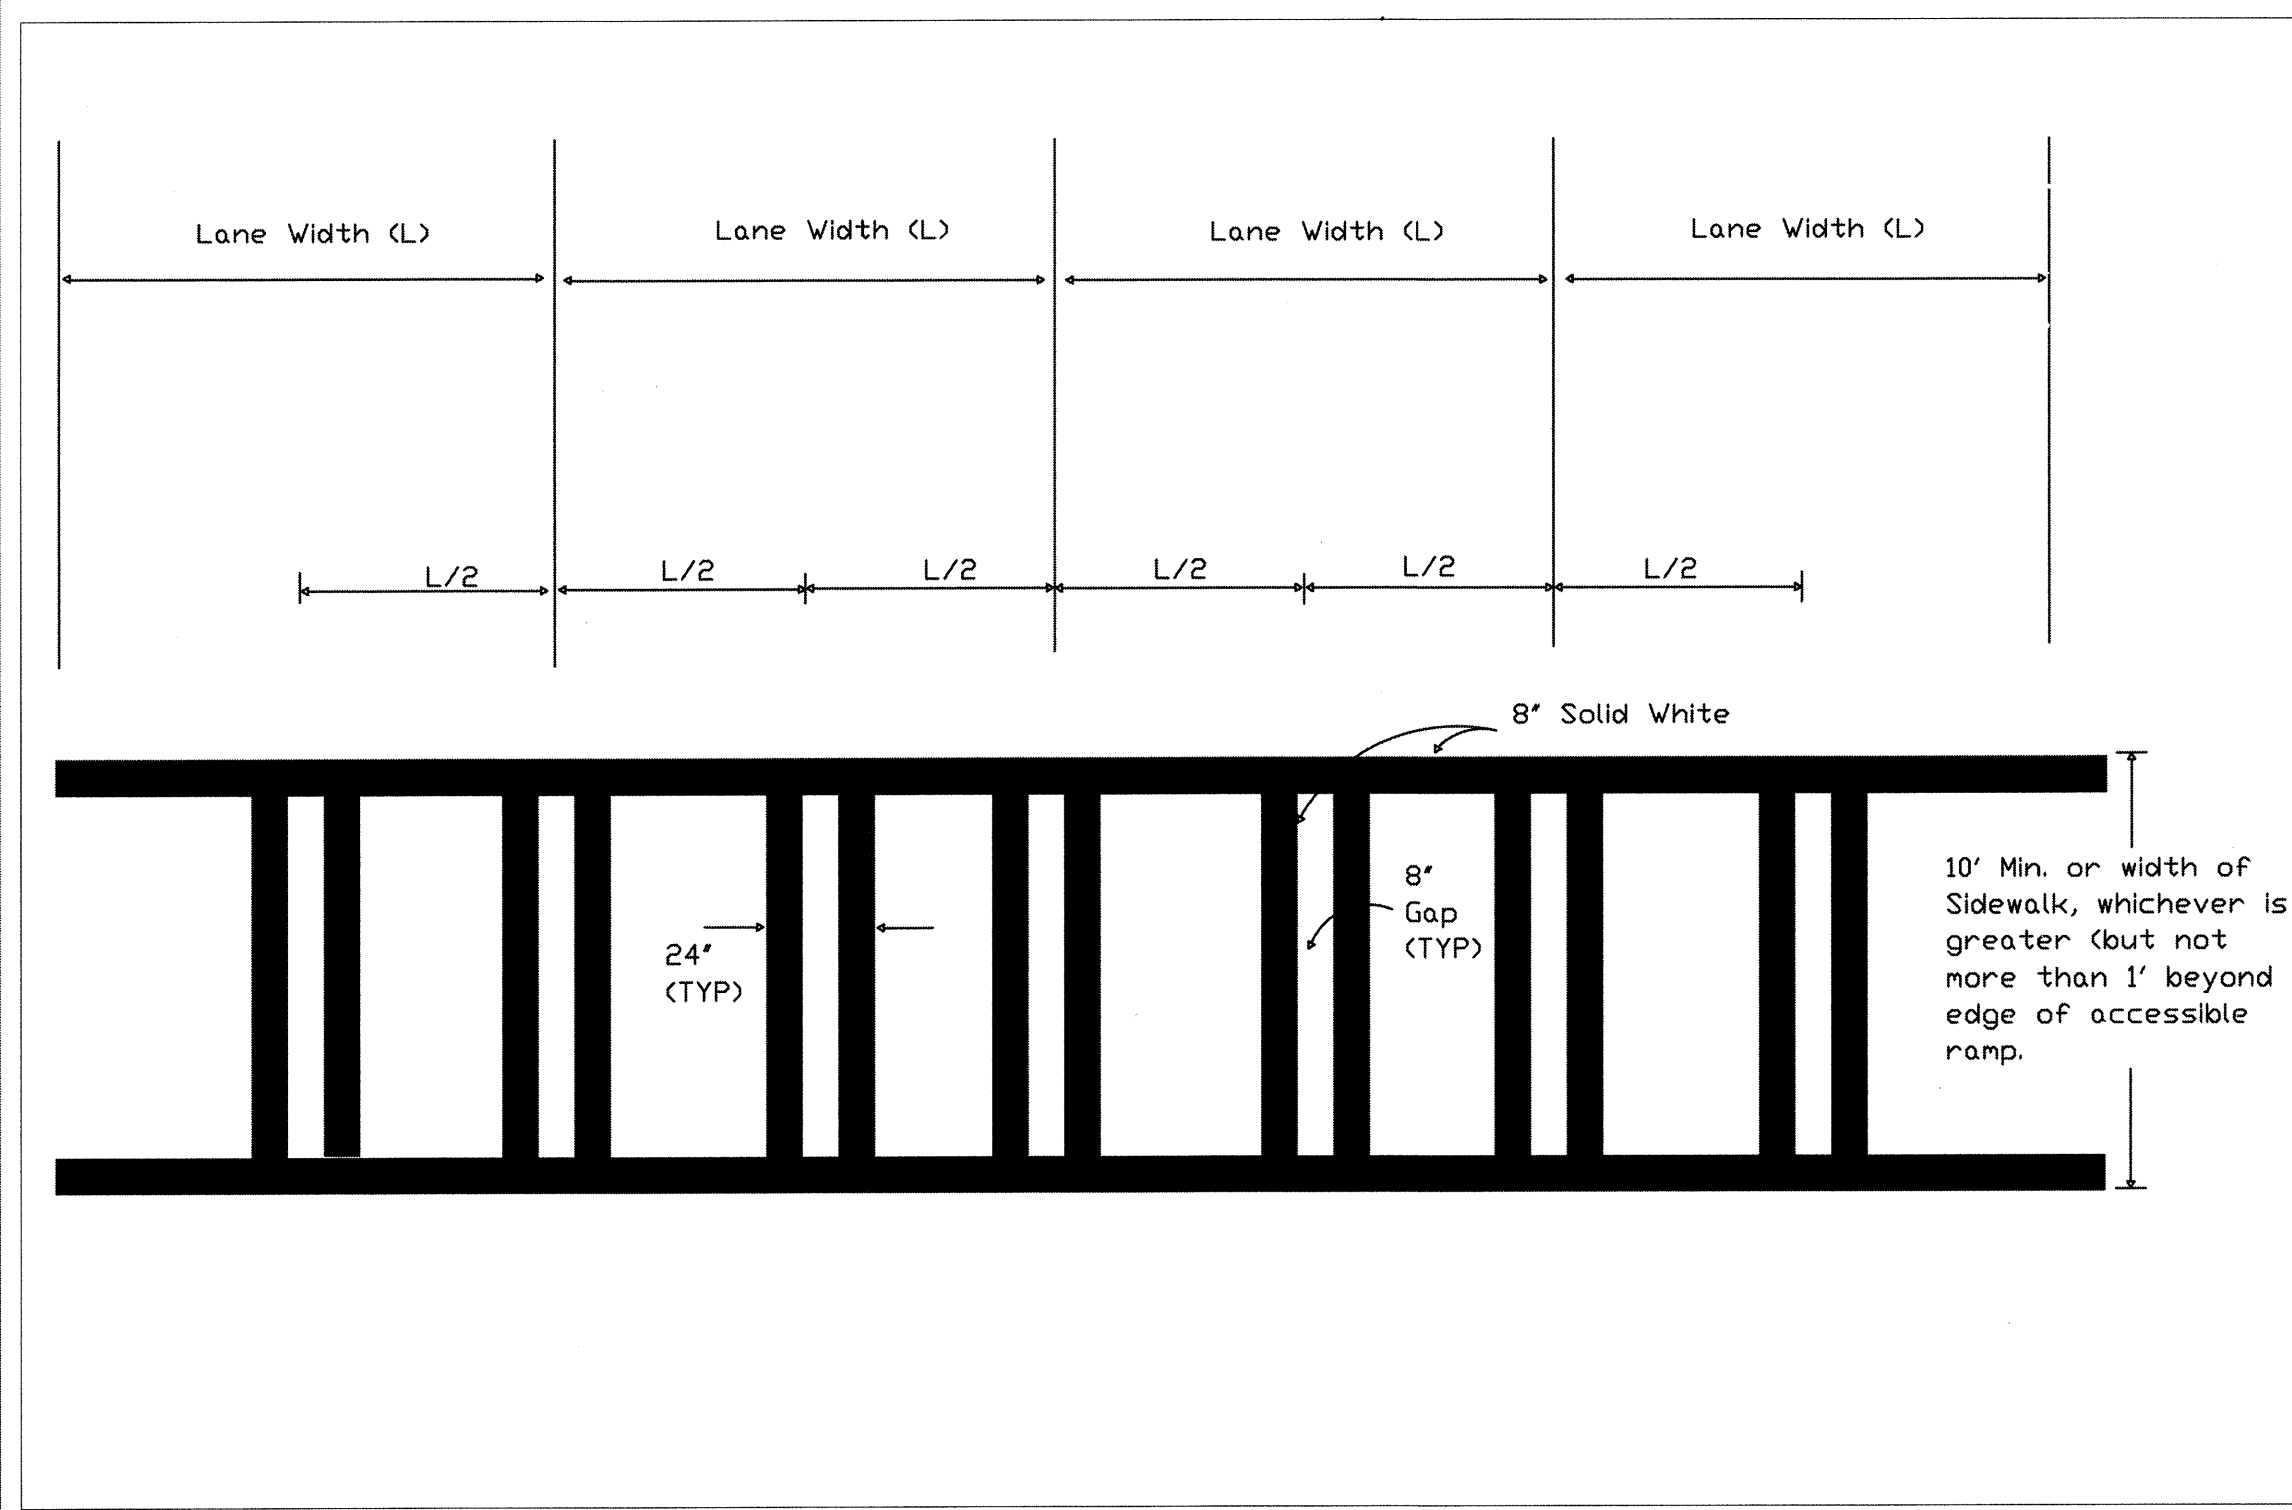 Lane Width (L)
Lane Width (L)
Lane Width (L)
Lane Width (L)
L/2
L/2
L/2
L/2
L/2
L/2
8" Solid White
8"
Gap
(TYP)
24"
(TYP)
10' Min. or width of
Sidewalk, whichever is
greater (but not
more than 1' beyond
edge of accessible
ramp.